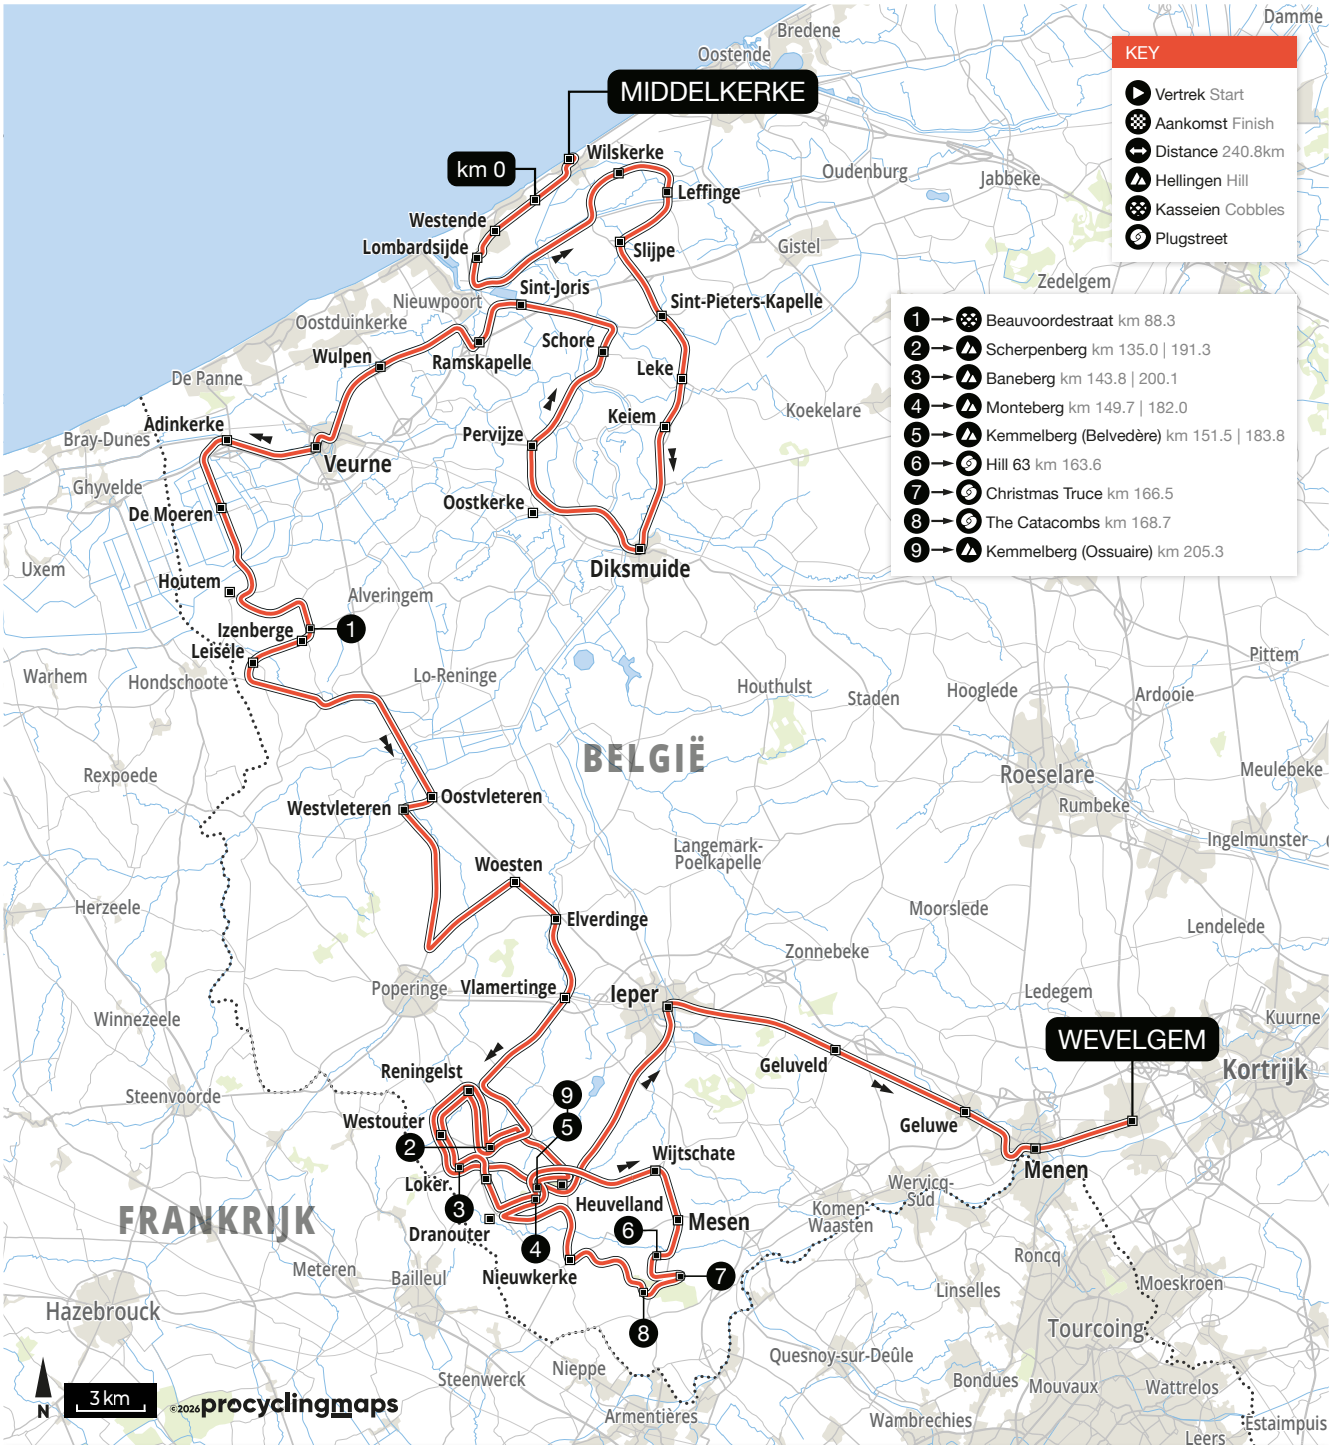 Damme
Bredene
Oostende
KEY
MIDDELKERKE
Vertrek Start
Aankomst Finish
Distance 240.8km
Hellingen Hill
Kasseien Cobbles
Plugstreet
Wilskerke
km 0
Oudenburg
Jabbeke
Leffinge
Westende
Lombardsijde
Slijpe
Gistel
Zedelgem
Sint-Joris
Nieuwpoort
Sint-Pieters-Kapelle
Oostduinkerke
1 Beauvoordestraat km 88.3
2 Scherpenberg km 135.0 | 191.3
3 Baneberg km 143.8 | 200.1
4 Monteberg km 149.7 | 182.0
5 Kemmelberg (Belvedère) km 151.5 | 183.8
6 Hill 63 km 163.6
7 Christmas Truce km 166.5
8 The Catacombs km 168.7
9 Kemmelberg (Ossuaire) km 205.3
Schore
Wulpen
Ramskapelle
Leke
De Panne
Koekelare
Keiem
Adinkerke
Bray-Dunes
Pervijze
Veurne
Ghyvelde
Oostkerke
De Moeren
Uxem
Diksmuide
Houtem
Alveringem
Izenberge
1
Leisele
Pittem
Warhem
Hondschoote
Lo-Reninge
Houthulst
Staden
Hooglede
Ardooie
BELGIË
Rexpoede
Roeselare
Meulebeke
Westvleteren
Oostvleteren
Rumbeke
Ingelmunster
Langemark-
Poelkapelle
Woesten
Herzeele
Elverdinge
Moorslede
Lendelede
Zonnebeke
Poperinge
Vlamertinge
Ieper
Ledegem
Winnezeele
Kuurne
WEVELGEM
Geluveld
Kortrijk
Reningelst
Steenvoorde
9
Westouter
5
Geluwe
2
Wijtschate
Menen
Loker
Wervicq-
Sud
3
Heuvelland
Komen-
Waasten
FRANKRIJK
6
Mesen
Dranouter
4
Roncq
Meteren
Bailleul
Nieuwkerke
7
Moeskroen
Linselles
Hazebrouck
8
Tourcoing
Quesnoy-sur-Deûle
Nieppe
Steenwerck
Bondues
Mouvaux
Wattrelos
N
3 km
©2026 procyclingmaps
Armentières
Wambrechies
Estaimpuis
Leers